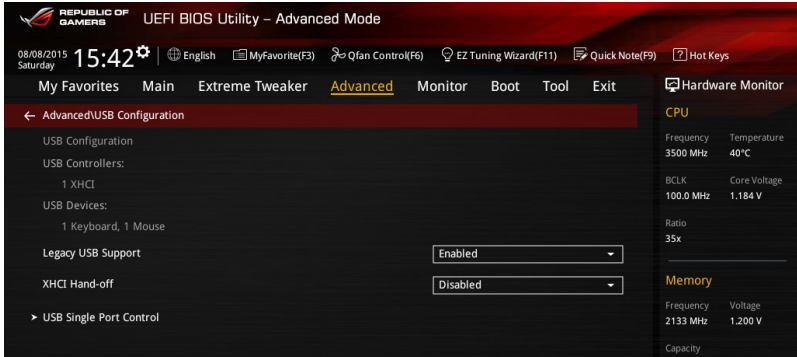 REPUBLIC OF GAMERS UEFI BIOS Utility – Advanced Mode
08/08/2015 Saturday 15:42 English MyFavorite(F3) Qfan Control(F6) EZ Tuning Wizard(F11) Quick Note(F9) ? Hot Keys
My Favorites Main Extreme Tweaker Advanced Monitor Boot Tool Exit
← Advanced\USB Configuration
USB Configuration
USB Controllers:
1 XHCI
USB Devices:
1 Keyboard, 1 Mouse
Legacy USB Support Enabled
XHCI Hand-off Disabled
> USB Single Port Control
Hardware Monitor
CPU
Frequency Temperature
3500 MHz 40°C
BCLK Core Voltage
100.0 MHz 1.184 V
Ratio
35x
Memory
Frequency Voltage
2133 MHz 1.200 V
Capacity